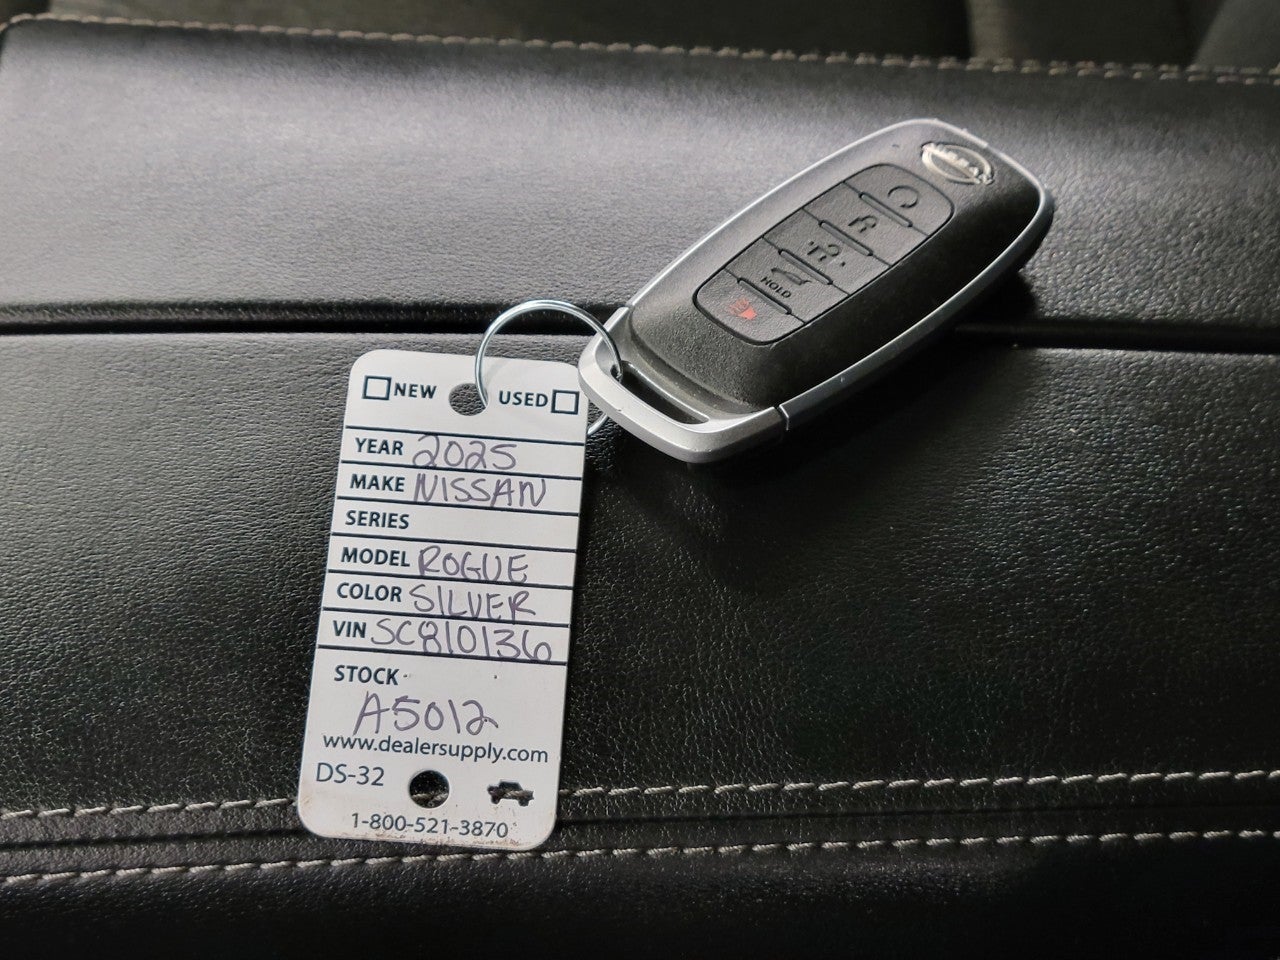 NISSAN
HOLD
NEW USED
YEAR 2025
MAKE NISSAN
SERIES
MODEL ROGUE
COLOR SILVER
VIN SC810136
STOCK
A5012
www.dealersupply.com
DS-32
1-800-521-3870